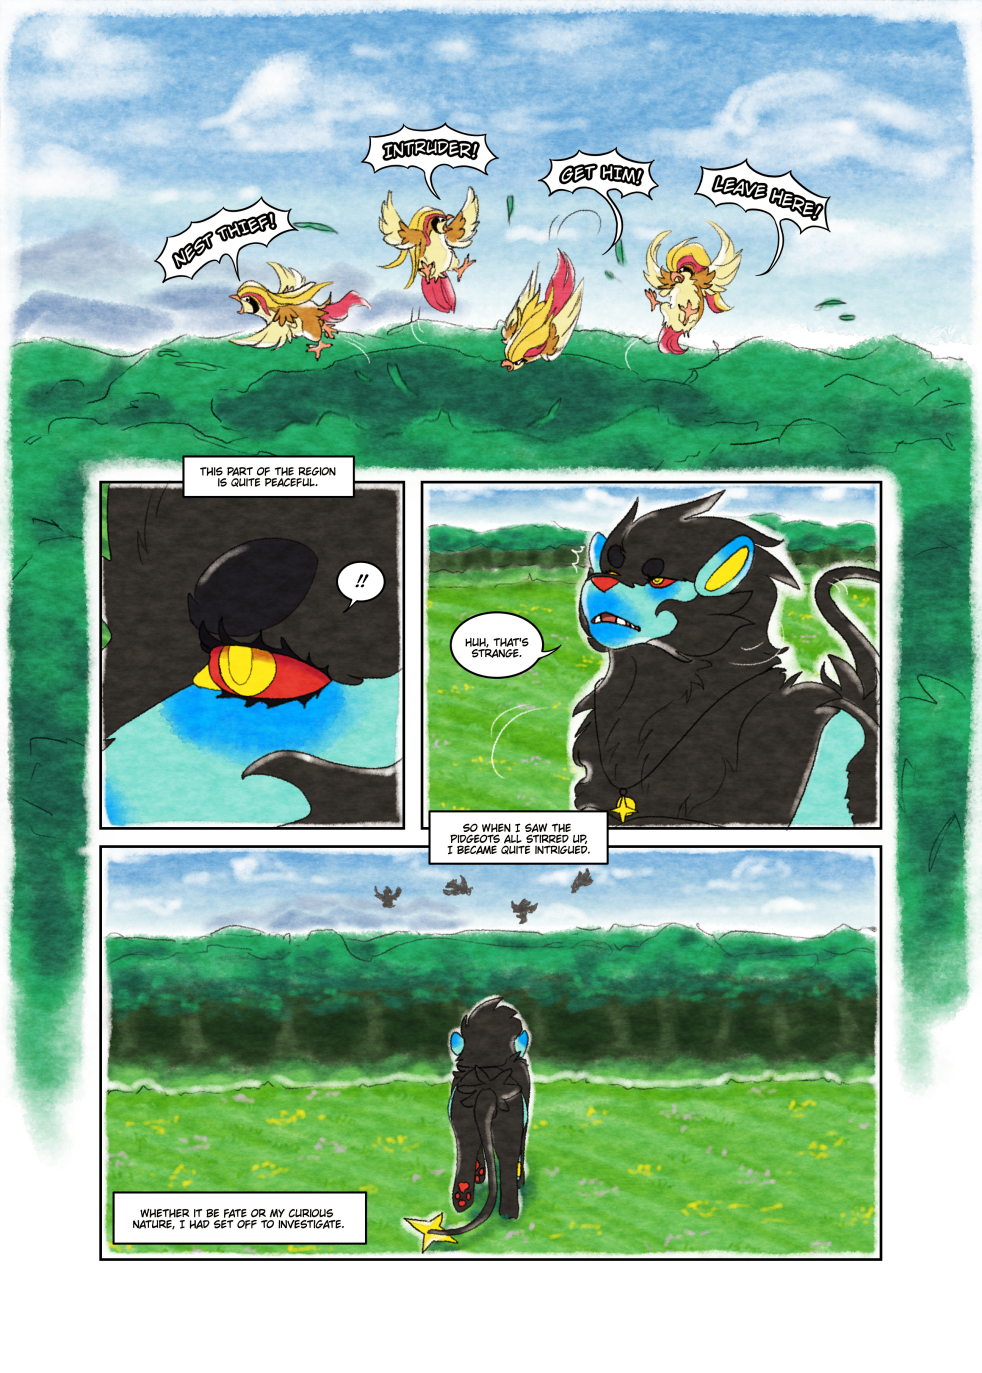 NEST THIEF!
INTRUDER!
GET HIM!
LEAVE HERE!
THIS PART OF THE REGION
IS QUITE PEACEFUL.
!!
HUH, THAT'S
STRANGE.
SO WHEN I SAW THE
PIDGEOTS ALL STIRRED UP,
I BECAME QUITE INTRIGUED.
WHETHER IT BE FATE OR MY CURIOUS
NATURE, I HAD SET OFF TO INVESTIGATE.